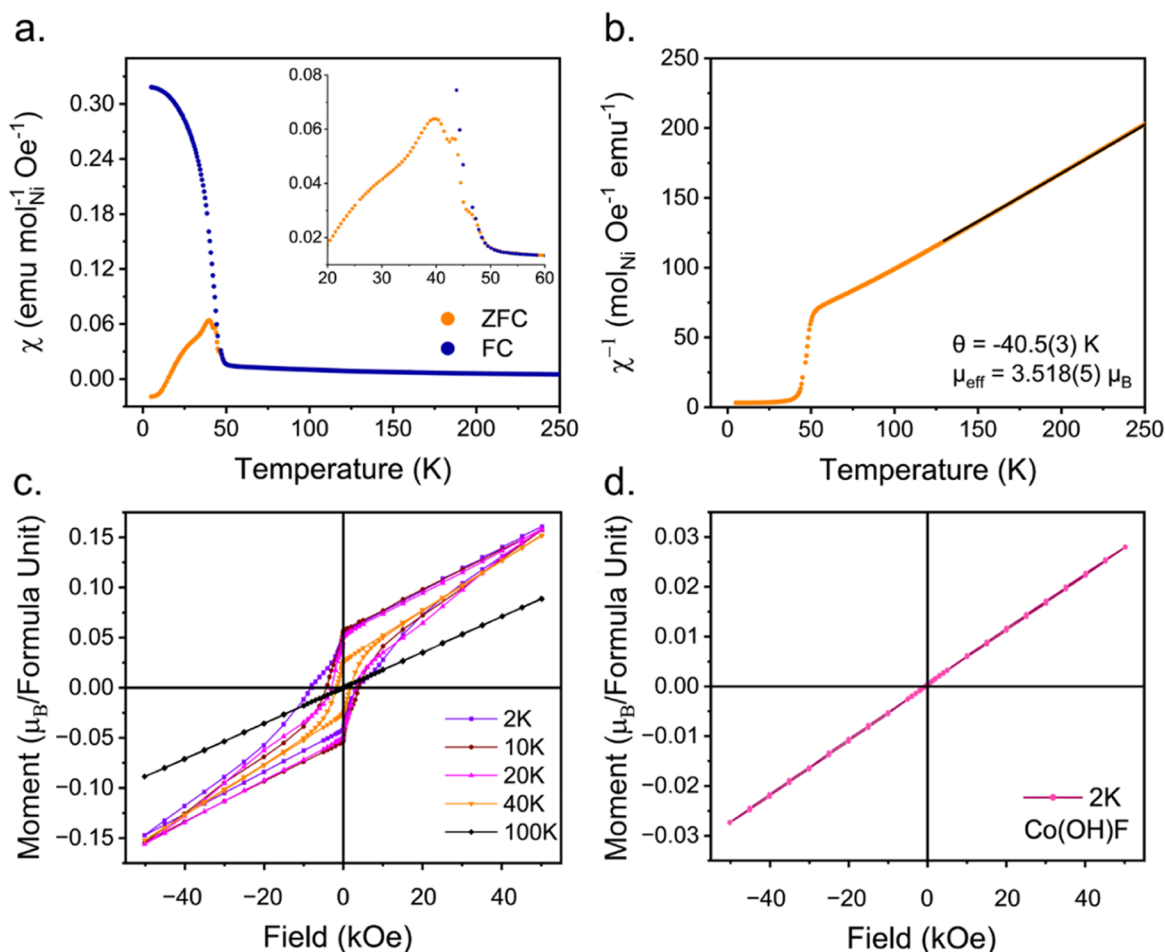 a.
χ (emu mol⁻¹Ni Oe⁻¹)
0.30
0.24
0.18
0.12
0.06
0.00
0.08
0.06
0.04
0.02
20 30 40 50 60
ZFC
FC
0 50 100 150 200 250
Temperature (K)
b.
χ⁻¹ (molNi Oe⁻¹ emu⁻¹)
250
200
150
100
50
0
θ = -40.5(3) K
μeff = 3.518(5) μB
0 50 100 150 200 250
Temperature (K)
c.
Moment (μB/Formula Unit)
0.15
0.10
0.05
0.00
−0.05
−0.10
−0.15
2K
10K
20K
40K
100K
−40 −20 0 20 40
Field (kOe)
d.
Moment (μB/Formula Unit)
0.03
0.02
0.01
0.00
−0.01
−0.02
−0.03
2K
Co(OH)F
−40 −20 0 20 40
Field (kOe)